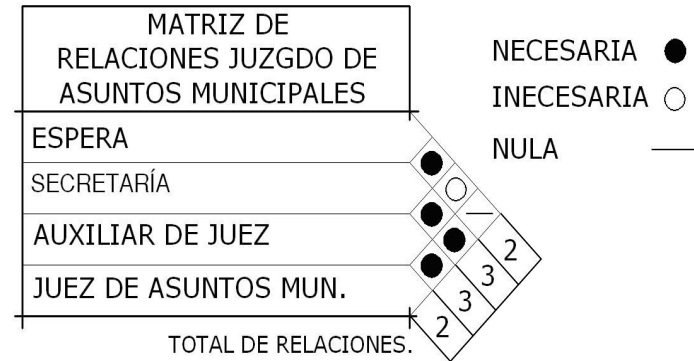 MATRIZ DE
RELACIONES JUZGDO DE
ASUNTOS MUNICIPALES
NECESARIA
INECESARIA
NULA
ESPERA
SECRETARÍA
AUXILIAR DE JUEZ
JUEZ DE ASUNTOS MUN.
2
3
3
2
TOTAL DE RELACIONES.